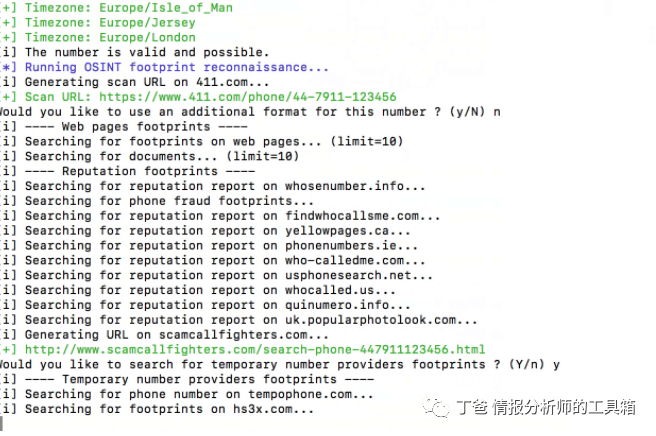 [+] Timezone: Europe/Isle_of_Man
[+] Timezone: Europe/Jersey
[+] Timezone: Europe/London
[i] The number is valid and possible.
[*] Running OSINT footprint reconnaissance...
[i] Generating scan URL on 411.com...
[+] Scan URL: https://www.411.com/phone/44-7911-123456
Would you like to use an additional format for this number ? (y/N) n
[i] ---- Web pages footprints ----
[i] Searching for footprints on web pages... (limit=10)
[i] Searching for documents... (limit=10)
[i] ---- Reputation footprints ----
[i] Searching for reputation report on whosenumber.info...
[i] Searching for phone fraud footprints...
[i] Searching for reputation report on findwhocallsme.com...
[i] Searching for reputation report on yellowpages.ca...
[i] Searching for reputation report on phonenumbers.ie...
[i] Searching for reputation report on who-calledme.com...
[i] Searching for reputation report on usphonesearch.net...
[i] Searching for reputation report on whocalled.us...
[i] Searching for reputation report on quinumero.info...
[i] Searching for reputation report on uk.popularphotolook.com...
[i] Generating URL on scamcallfighters.com...
[+] http://www.scamcallfighters.com/search-phone-447911123456.html
Would you like to search for temporary number providers footprints ? (Y/n) y
[i] ---- Temporary number providers footprints ----
[i] Searching for phone number on tempophone.com...
[i] Searching for footprints on hs3x.com...
丁爸 情报分析师的工具箱